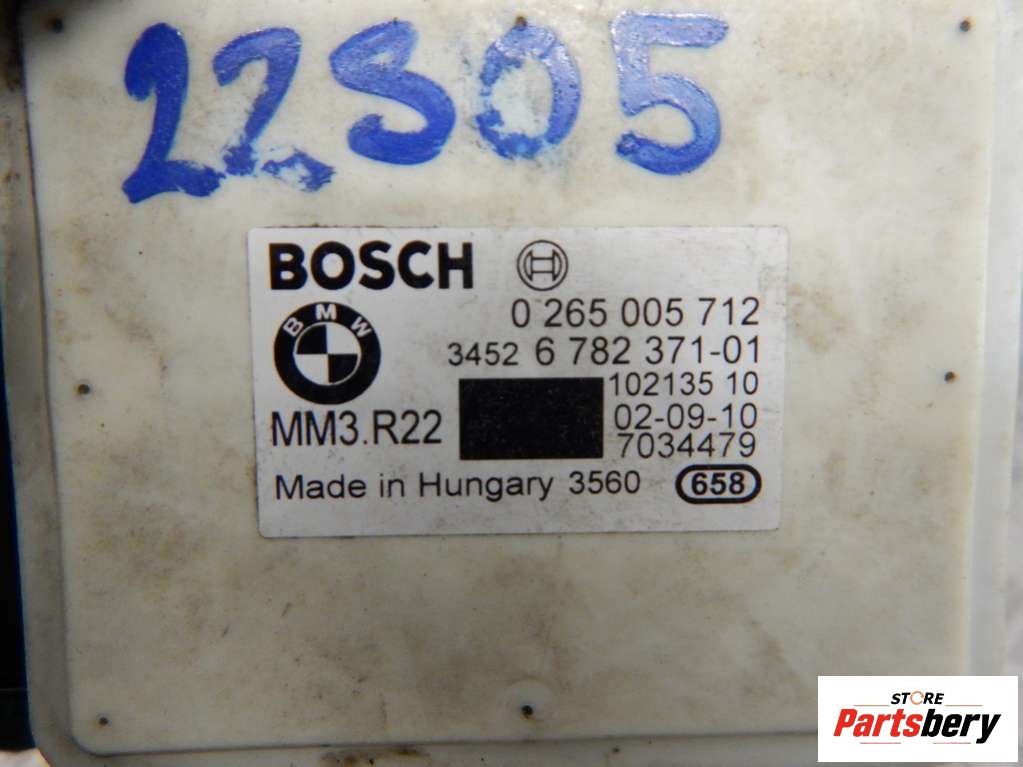 22805
BOSCH
BMW
0 265 005 712
3452 6 782 371-01
102135 10
MM3.R22
02-09-10
7034479
Made in Hungary 3560 658
STORE
Partsbery